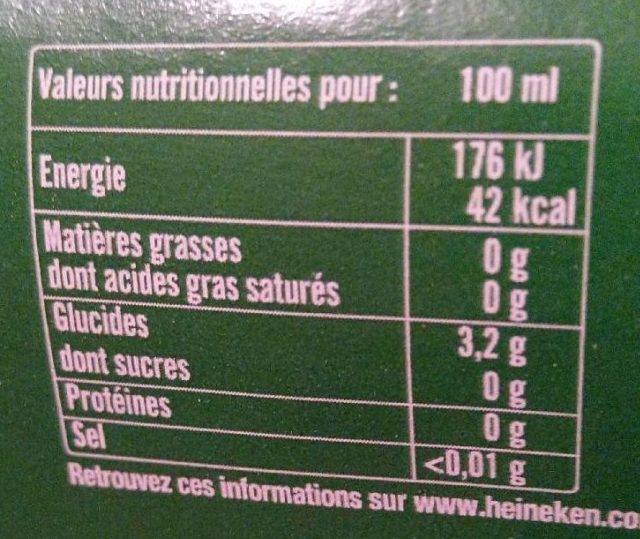 Valeurs nutritionnelles pour : 100 ml
Energie 176 kJ
42 kcal
Matières grasses 0 g
dont acides gras saturés 0 g
Glucides 3,2 g
dont sucres 0 g
Protéines 0 g
Sel <0,01 g
Retrouvez ces informations sur www.heineken.co